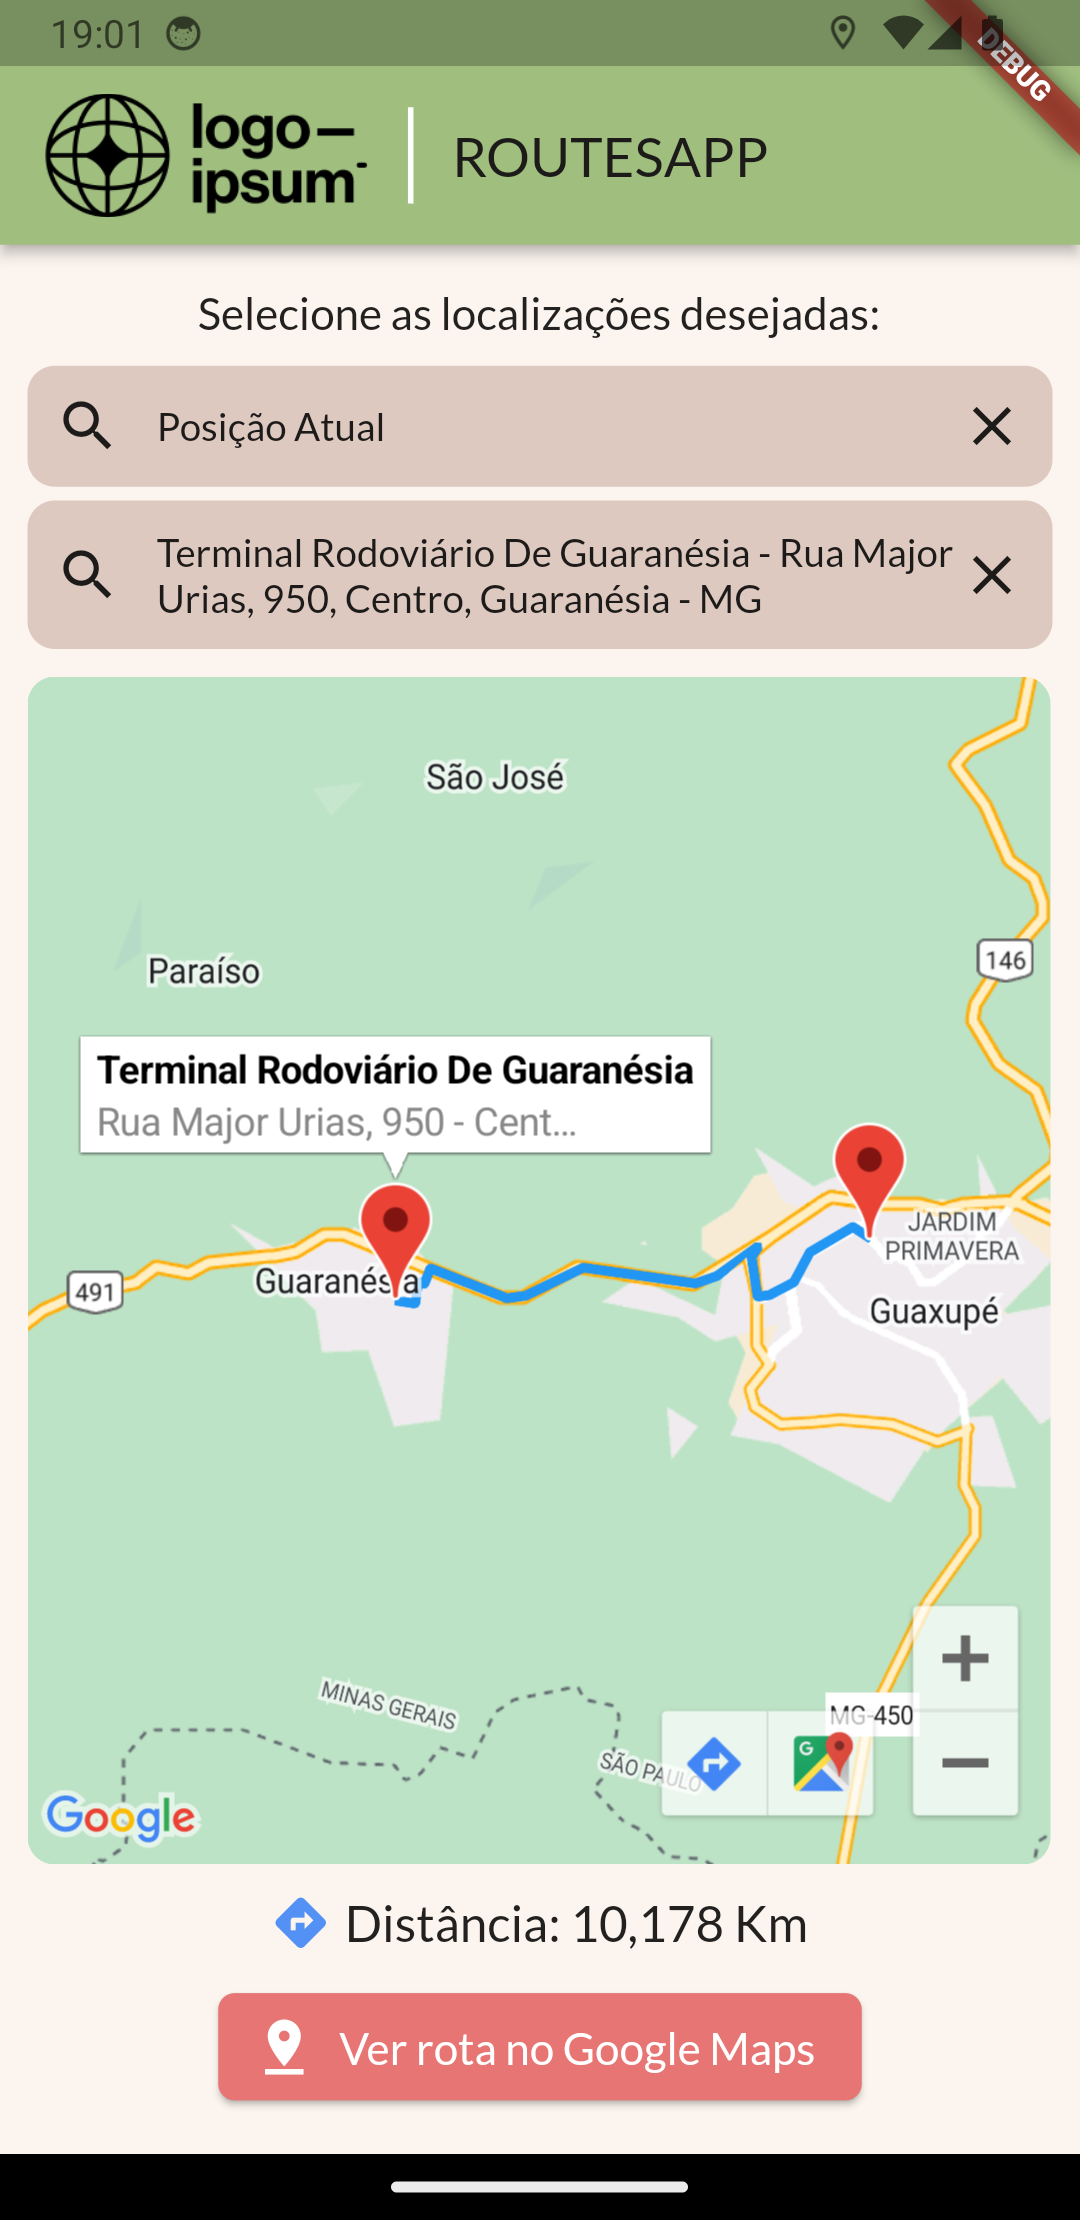 19:01
DEBUG
logo–
ipsum-
ROUTESAPP
Selecione as localizações desejadas:
Posição Atual
Terminal Rodoviário De Guaranésia - Rua Major
Urias, 950, Centro, Guaranésia - MG
São José
146
Paraíso
Terminal Rodoviário De Guaranésia
Rua Major Urias, 950 - Cent...
JARDIM
PRIMAVERA
491
Guaranésia
Guaxupé
MINAS GERAIS
MG-450
SÃO PAULO
G
Google
Distância: 10,178 Km
Ver rota no Google Maps